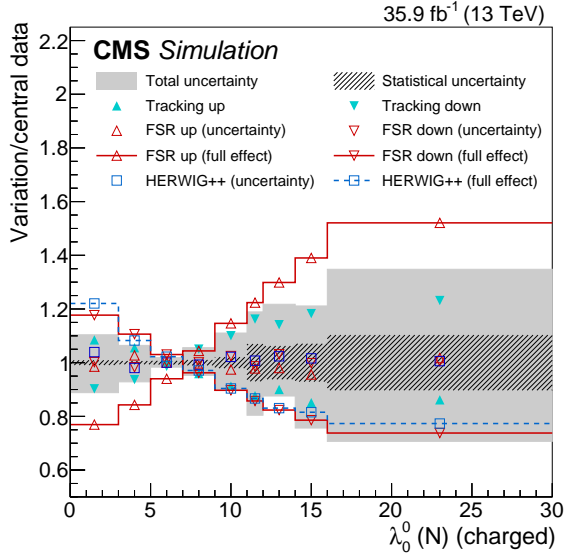 35.9 fb⁻¹ (13 TeV)
CMS Simulation
Total uncertainty
Statistical uncertainty
Tracking up
Tracking down
FSR up (uncertainty)
FSR down (uncertainty)
FSR up (full effect)
FSR down (full effect)
HERWIG++ (uncertainty)
HERWIG++ (full effect)
Variation/central data
2.2
2
1.8
1.6
1.4
1.2
1
0.8
0.6
0 5 10 15 20 25 30
λ₀⁰ (N) (charged)